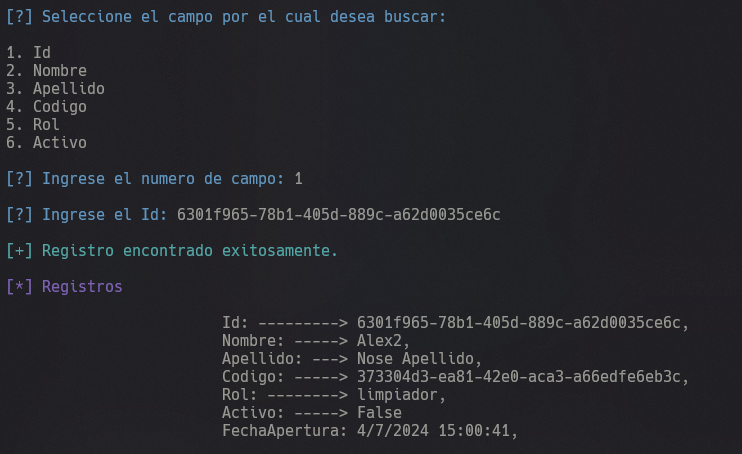 [?] Seleccione el campo por el cual desea buscar:
1. Id
2. Nombre
3. Apellido
4. Codigo
5. Rol
6. Activo
[?] Ingrese el numero de campo: 1
[?] Ingrese el Id: 6301f965-78b1-405d-889c-a62d0035ce6c
[+] Registro encontrado exitosamente.
[*] Registros
Id: ---------> 6301f965-78b1-405d-889c-a62d0035ce6c,
Nombre: -----> Alex2,
Apellido: ---> Nose Apellido,
Codigo: -----> 373304d3-ea81-42e0-aca3-a66edfe6eb3c,
Rol: --------> limpiador,
Activo: -----> False
FechaApertura: 4/7/2024 15:00:41,